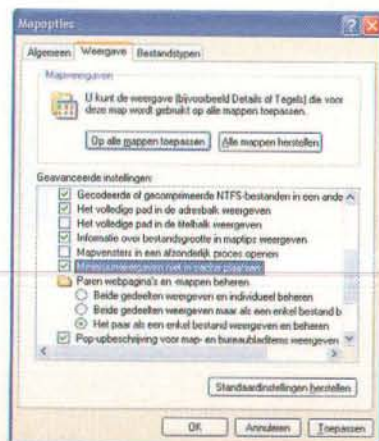 Mapopties
Algemeen Weergave Bestandstypen
Mapweergaven
U kunt de weergave (bijvoorbeeld Details of Tegels) die voor
deze map wordt gebruikt op alle mappen toepassen.
Op alle mappen toepassen Alle mappen herstellen
Geavanceerde instellingen:
Gecodeerde of gecomprimeerde NTFS-bestanden in een ande
Het volledige pad in de adresbalk weergeven
Het volledige pad in de titelbalk weergeven
Informatie over bestandsgrootte in maptips weergeven
Mapvensters in een afzonderlijk proces openen
Miniatuurweergaven niet in cache plaatsen
Paren webpagina's en -mappen beheren
Beide gedeelten weergeven en individueel beheren
Beide gedeelten weergeven maar als een enkel bestand b
Het paar als een enkel bestand weergeven en beheren
Pop-upbeschrijving voor map- en bureaubladitems weergeven
Standaardinstellingen herstellen
OK Annuleren Toepassen